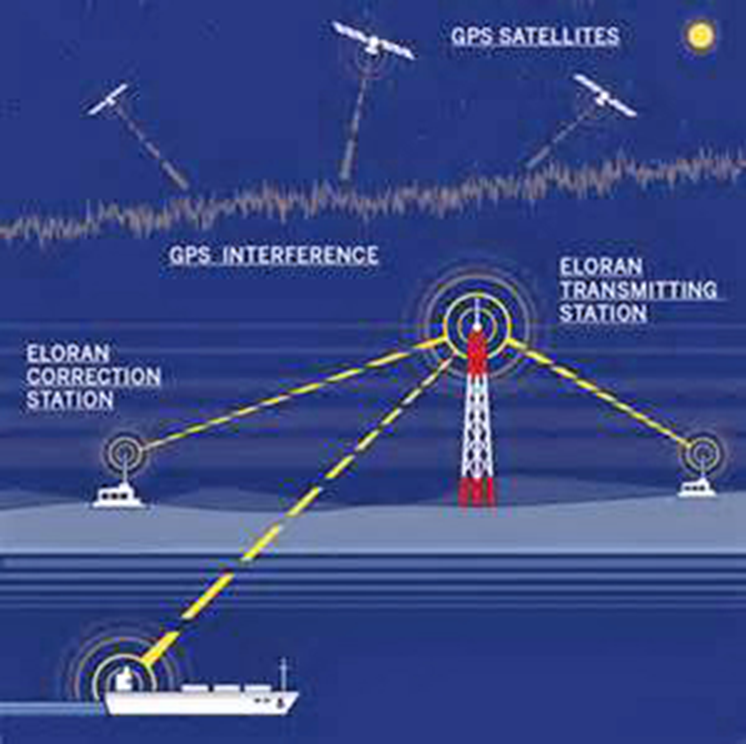 GPS SATELLITES
GPS INTERFERENCE
ELORAN
TRANSMITTING
STATION
ELORAN
CORRECTION
STATION